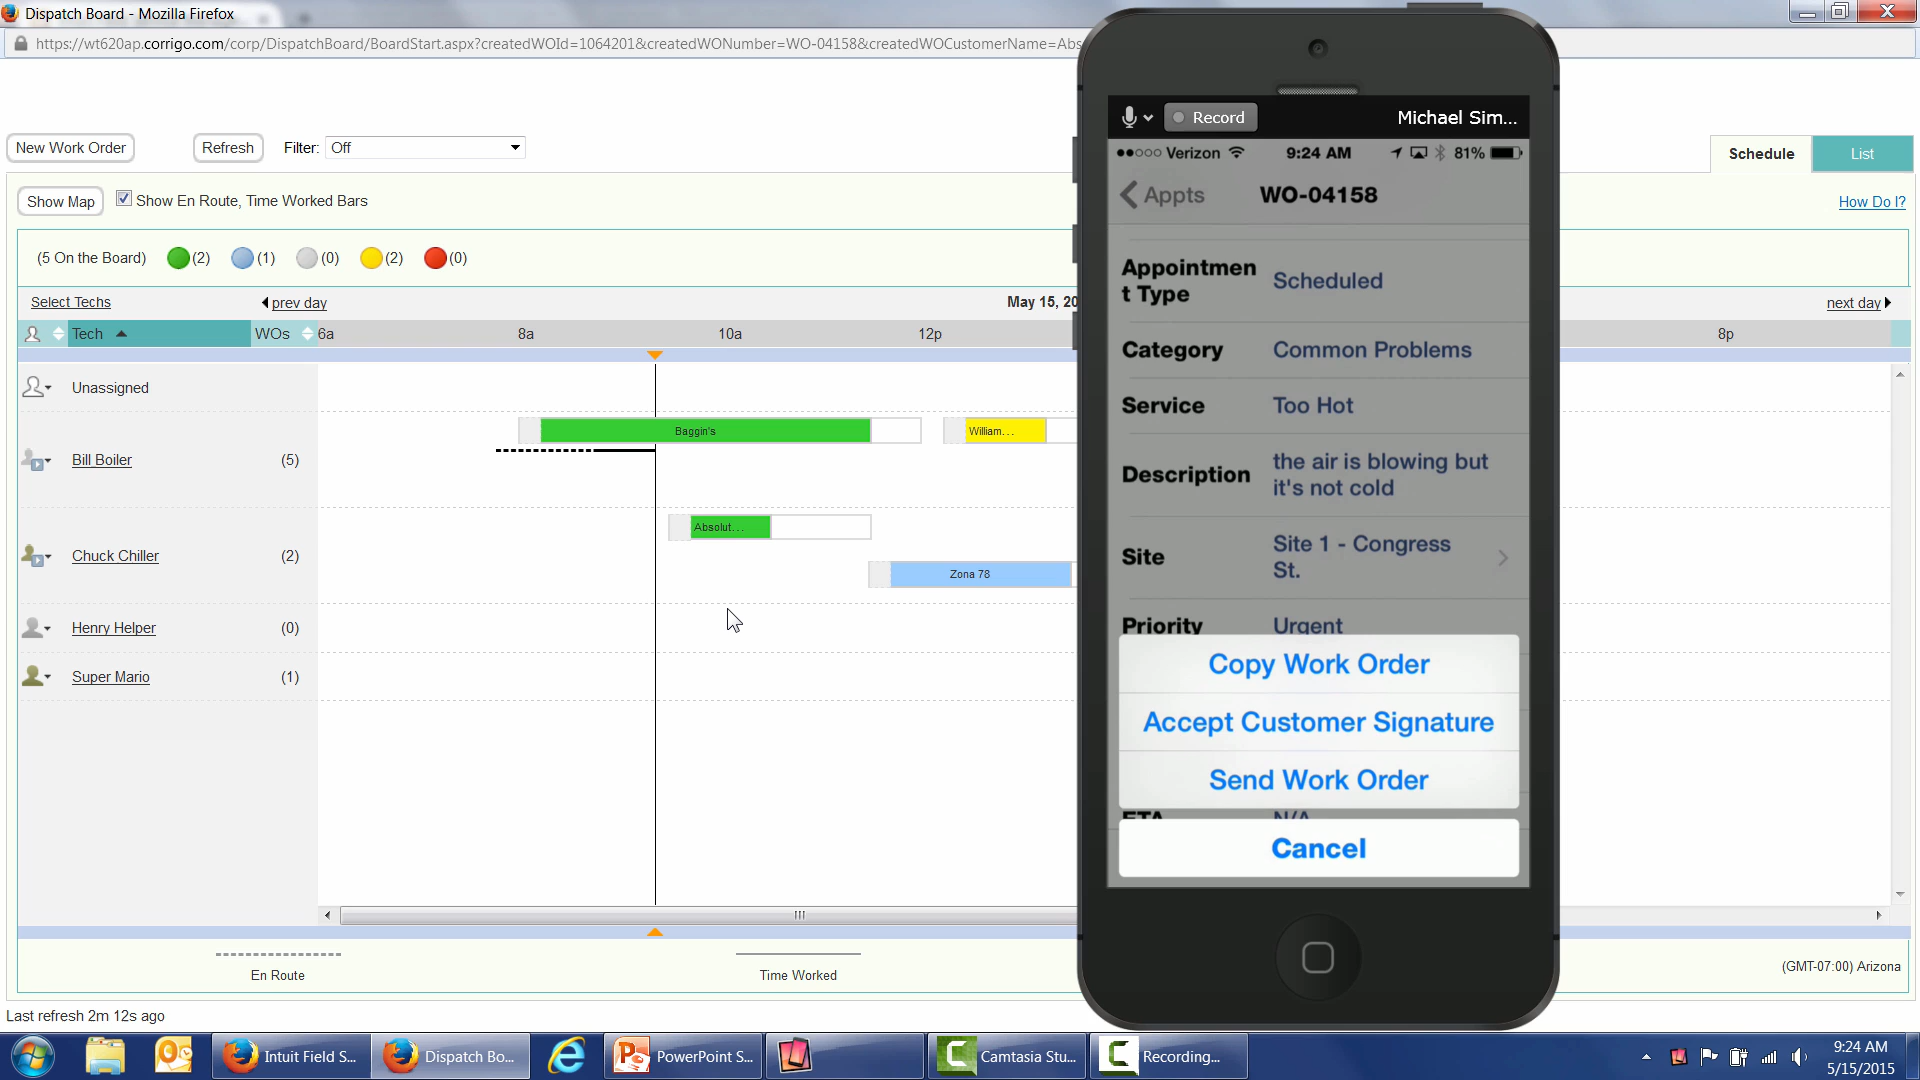 Dispatch Board - Mozilla Firefox
https://wt620ap.corrigo.com/corp/DispatchBoard/BoardStart.aspx?createdWOId=1064201&createdWONumber=WO-04158&createdWOCustomerName=Abs
New Work Order
Refresh
Filter:
Off
Schedule
List
Show Map
Show En Route, Time Worked Bars
How Do I?
(5 On the Board)
(2)
(1)
(0)
(2)
(0)
Select Techs
prev day
May 15, 20
next day
Tech
WOs
6a
8a
10a
12p
8p
Unassigned
Baggin's
William...
Bill Boiler
(5)
Absolut...
Chuck Chiller
(2)
Zona 78
Henry Helper
(0)
Super Mario
(1)
En Route
Time Worked
(GMT-07:00) Arizona
Last refresh 2m 12s ago
Record
Michael Sim...
Verizon
9:24 AM
81%
Appts
WO-04158
Appointmen
t Type
Scheduled
Category
Common Problems
Service
Too Hot
Description
the air is blowing but
it's not cold
Site
Site 1 - Congress
St.
Priority
Urgent
Copy Work Order
Accept Customer Signature
Send Work Order
ETA
N/A
Cancel
Intuit Field S...
Dispatch Bo...
PowerPoint S...
Camtasia Stu...
Recording...
9:24 AM
5/15/2015